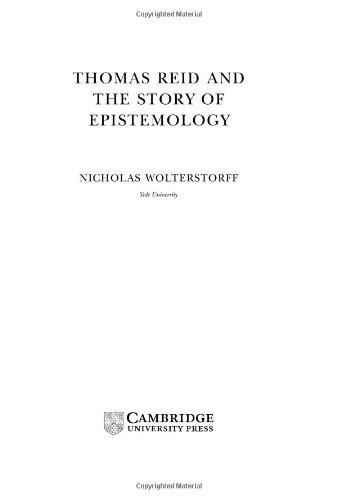 Copyrighted Material
THOMAS REID AND
THE STORY OF
EPISTEMOLOGY
NICHOLAS WOLTERSTORFF
Yale University
CAMBRIDGE
UNIVERSITY PRESS
Copyrighted Material